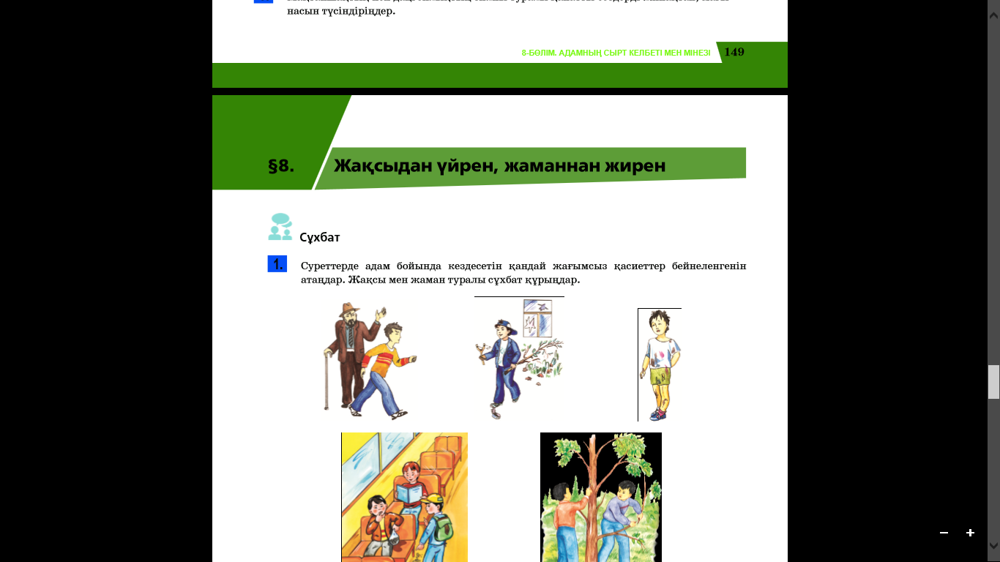 насын түсіндіріңдер.
8-БӨЛІМ. АДАМНЫҢ СЫРТ КЕЛБЕТІ МЕН МІНЕЗІ 149
§8. Жақсыдан үйрен, жаманнан жирен
Сұхбат
1. Суреттерде адам бойында кездесетін қандай жағымсыз қасиеттер бейнеленгенін
атаңдар. Жақсы мен жаман туралы сұхбат құрыңдар.